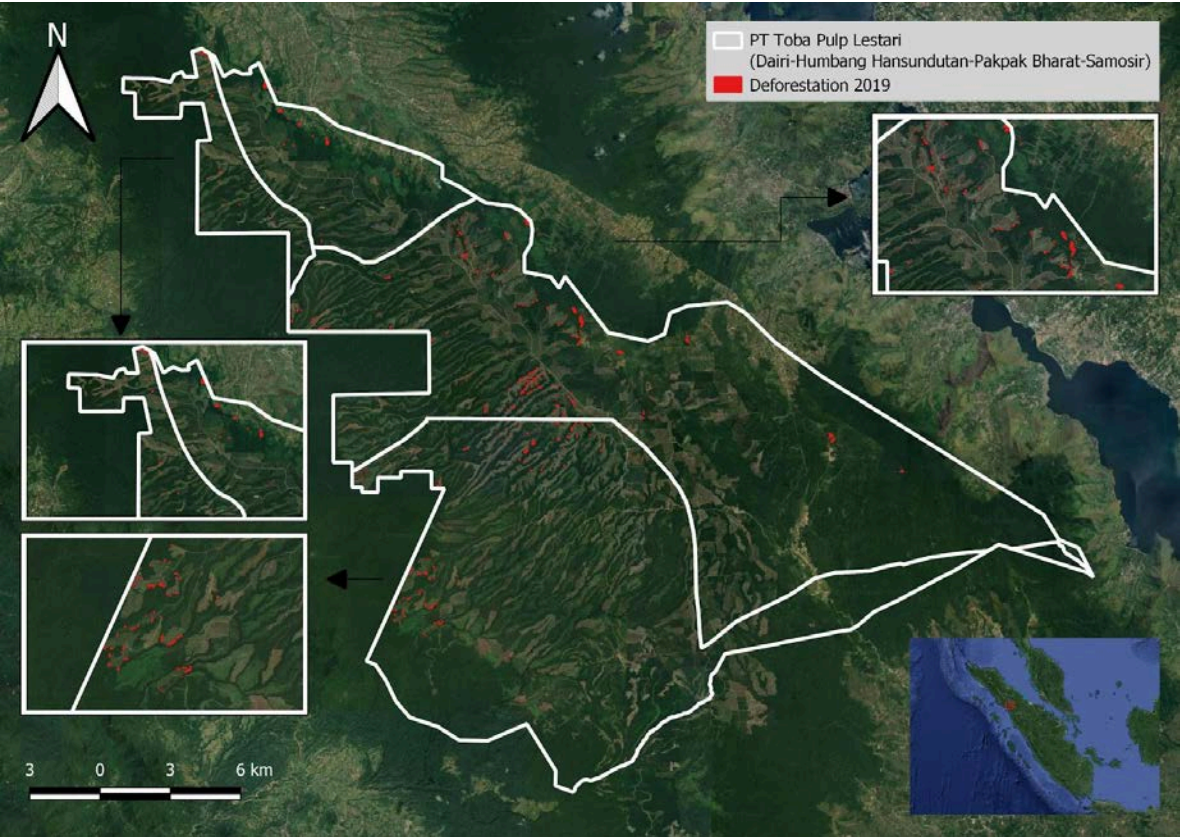 N
PT Toba Pulp Lestari
(Dairi-Humbang Hansundutan-Pakpak Bharat-Samosir)
Deforestation 2019
3 0 3 6 km